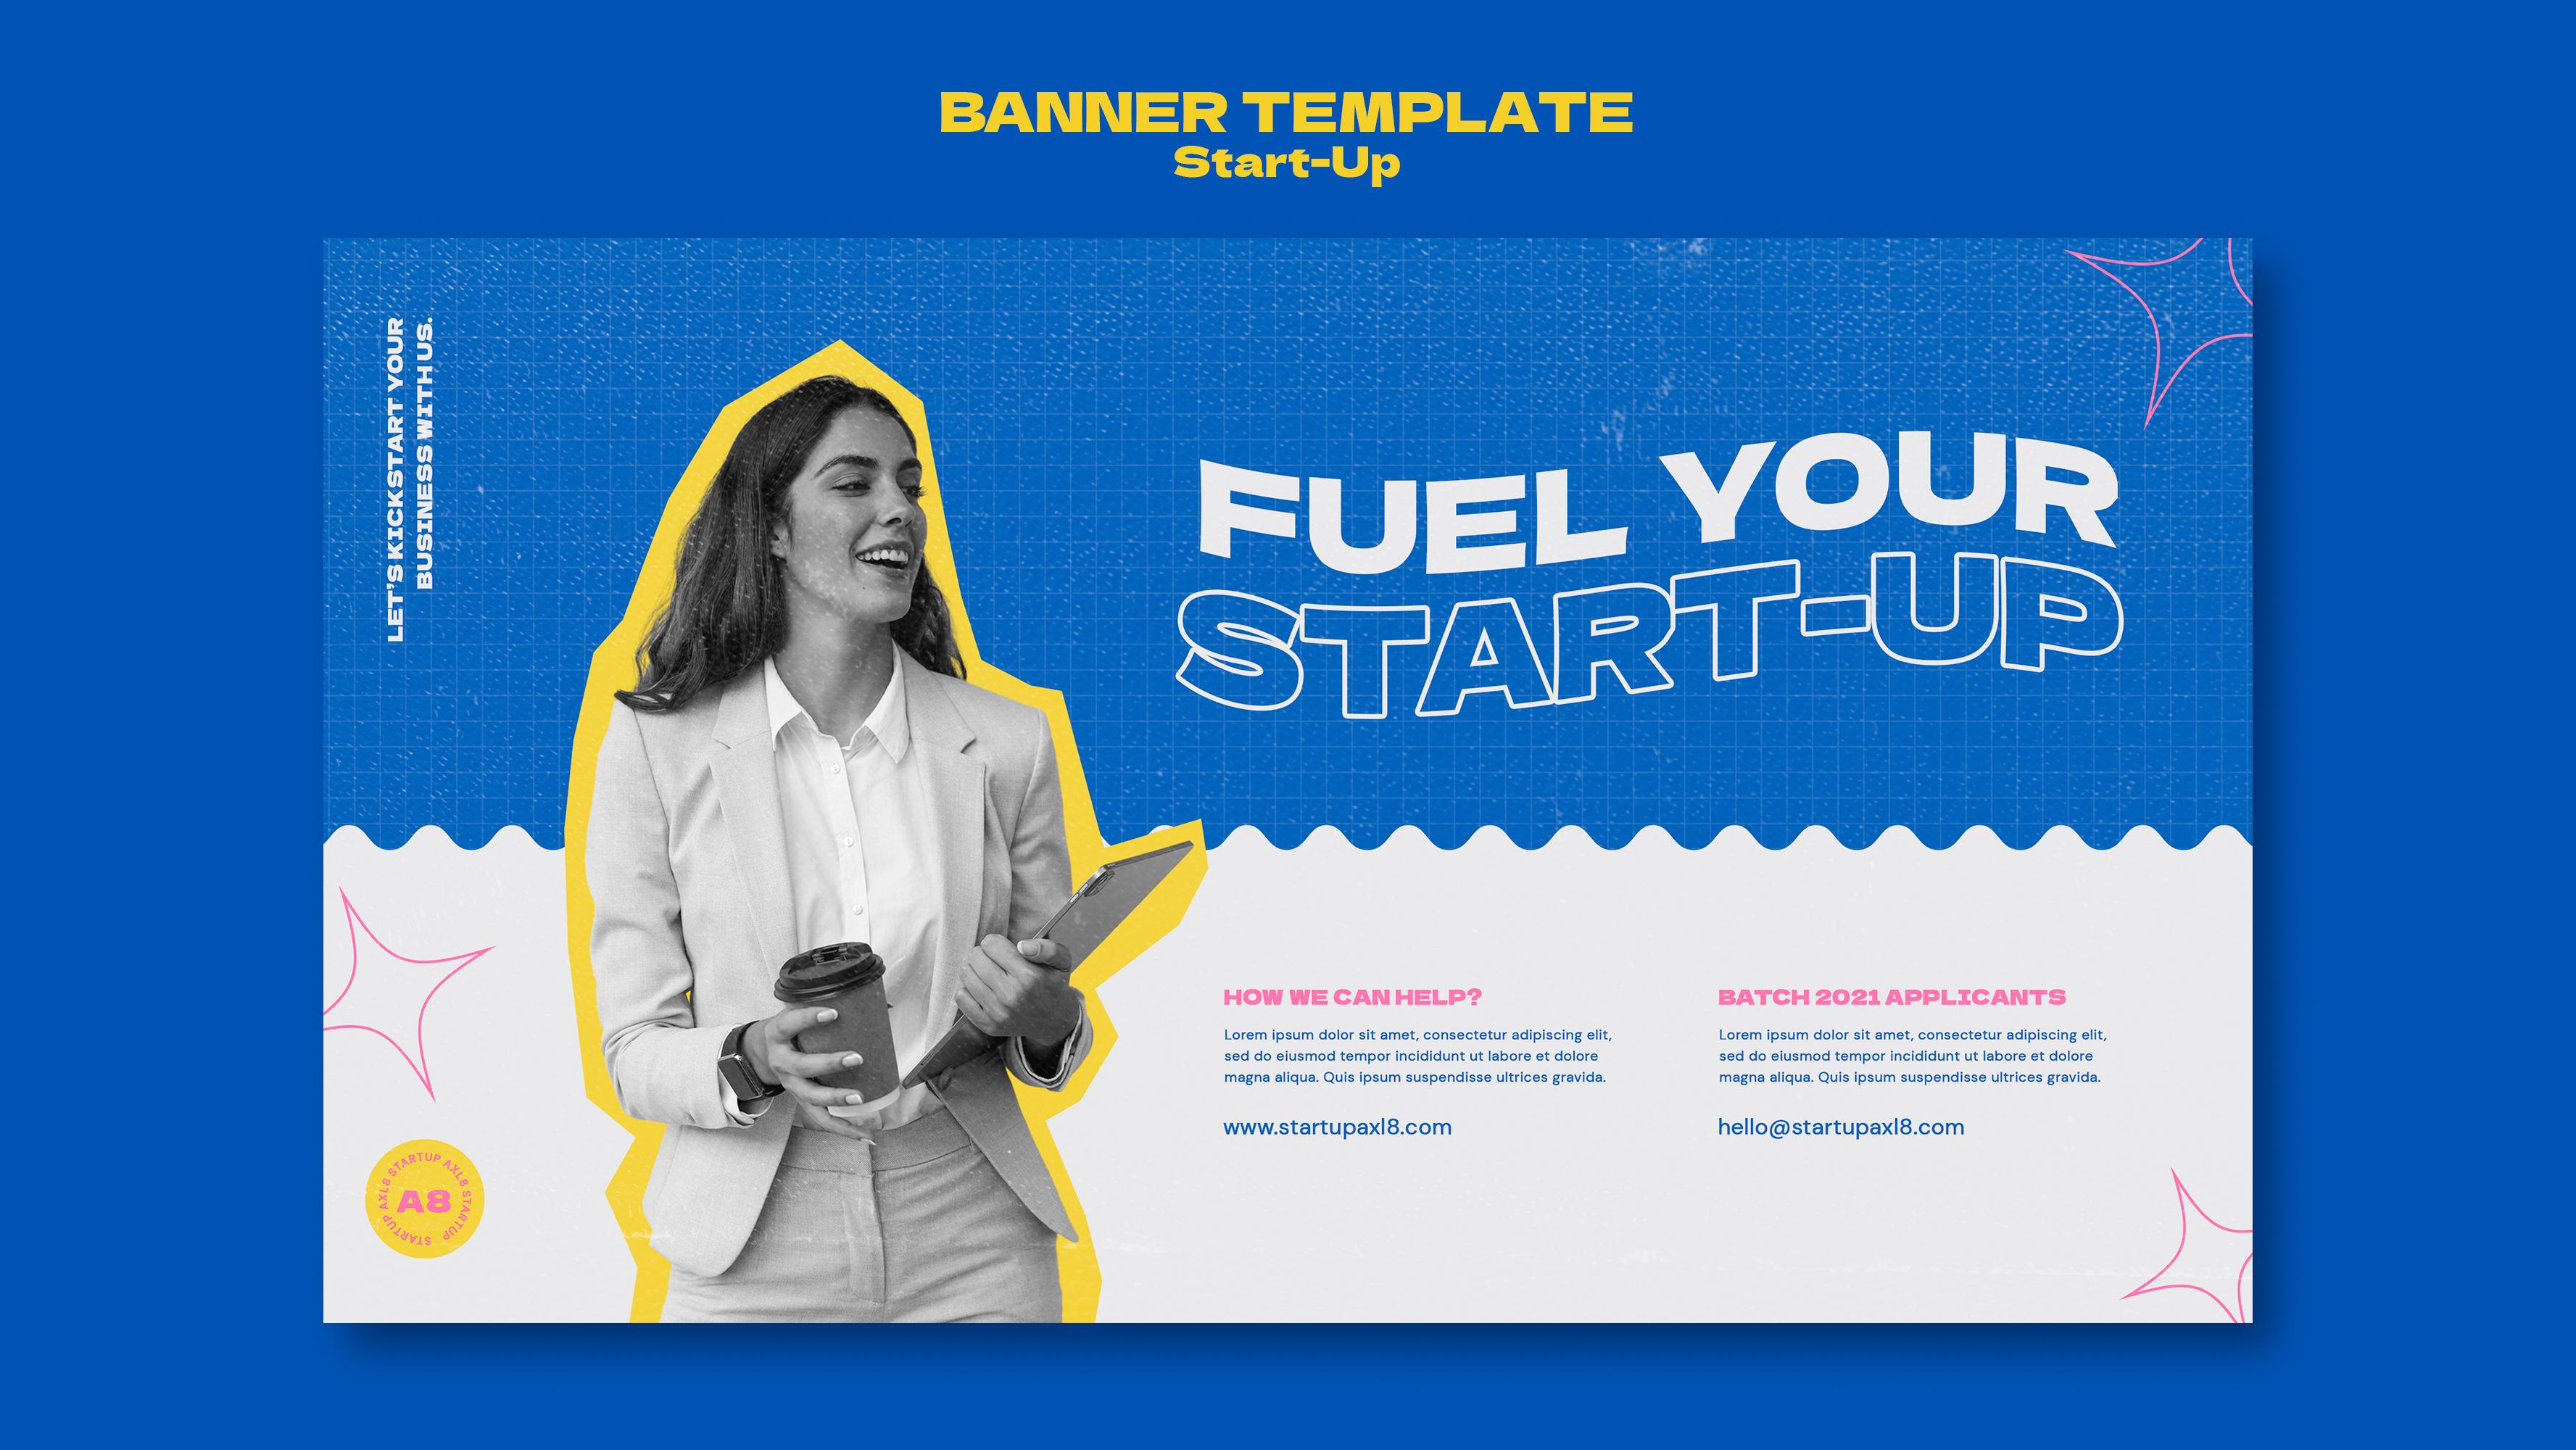 BANNER TEMPLATE
Start-Up
LET'S KICKSTART YOUR
BUSINESS WITH US.
FUEL YOUR
START-UP
HOW WE CAN HELP?
Lorem ipsum dolor sit amet, consectetur adipiscing elit,
sed do eiusmod tempor incididunt ut labore et dolore
magna aliqua. Quis ipsum suspendisse ultrices gravida.
www.startupaxl8.com
BATCH 2021 APPLICANTS
Lorem ipsum dolor sit amet, consectetur adipiscing elit,
sed do eiusmod tempor incididunt ut labore et dolore
magna aliqua. Quis ipsum suspendisse ultrices gravida.
hello@startupaxl8.com
STARTUP AXL8 STARTUP AXL8 STARTUP STARTUP
A8